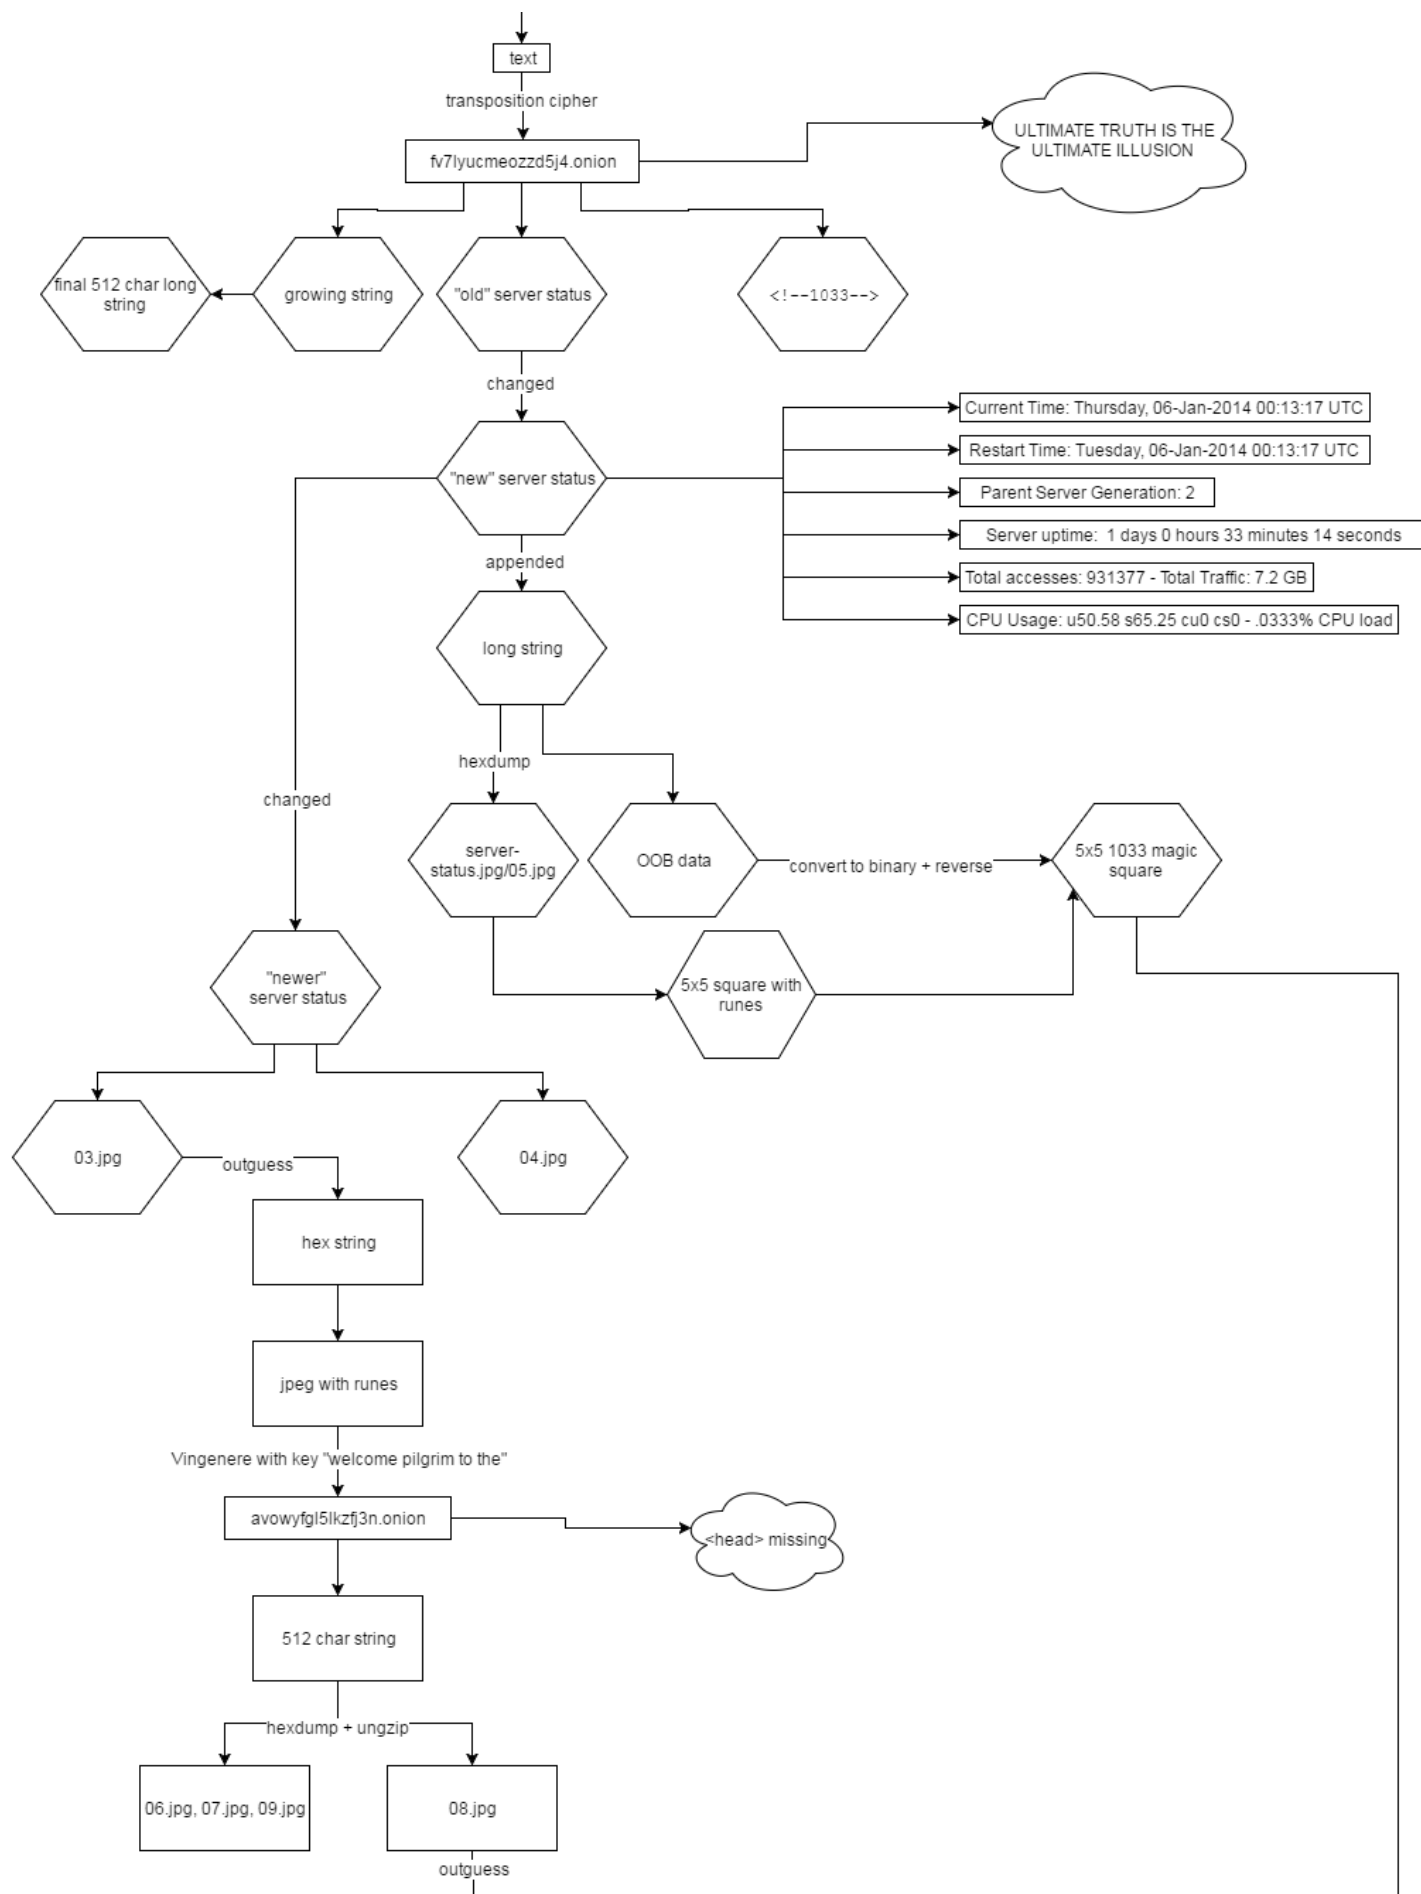 text
transposition cipher
ULTIMATE TRUTH IS THE
ULTIMATE ILLUSION
fv7lyucmeozzd5j4.onion
final 512 char long
string
growing string
"old" server status
<!--1033-->
changed
Current Time: Thursday, 06-Jan-2014 00:13:17 UTC
Restart Time: Tuesday, 06-Jan-2014 00:13:17 UTC
"new" server status
Parent Server Generation: 2
Server uptime: 1 days 0 hours 33 minutes 14 seconds
appended
Total accesses: 931377 - Total Traffic: 7.2 GB
CPU Usage: u50.58 s65.25 cu0 cs0 - .0333% CPU load
long string
hexdump
changed
server-
status.jpg/05.jpg
OOB data
convert to binary + reverse
5x5 1033 magic
square
"newer"
server status
5x5 square with
runes
03.jpg
outguess
04.jpg
hex string
jpeg with runes
Vingenere with key "welcome pilgrim to the"
avowyfgl5lkzfj3n.onion
<head> missing
512 char string
hexdump + ungzip
06.jpg, 07.jpg, 09.jpg
08.jpg
outguess